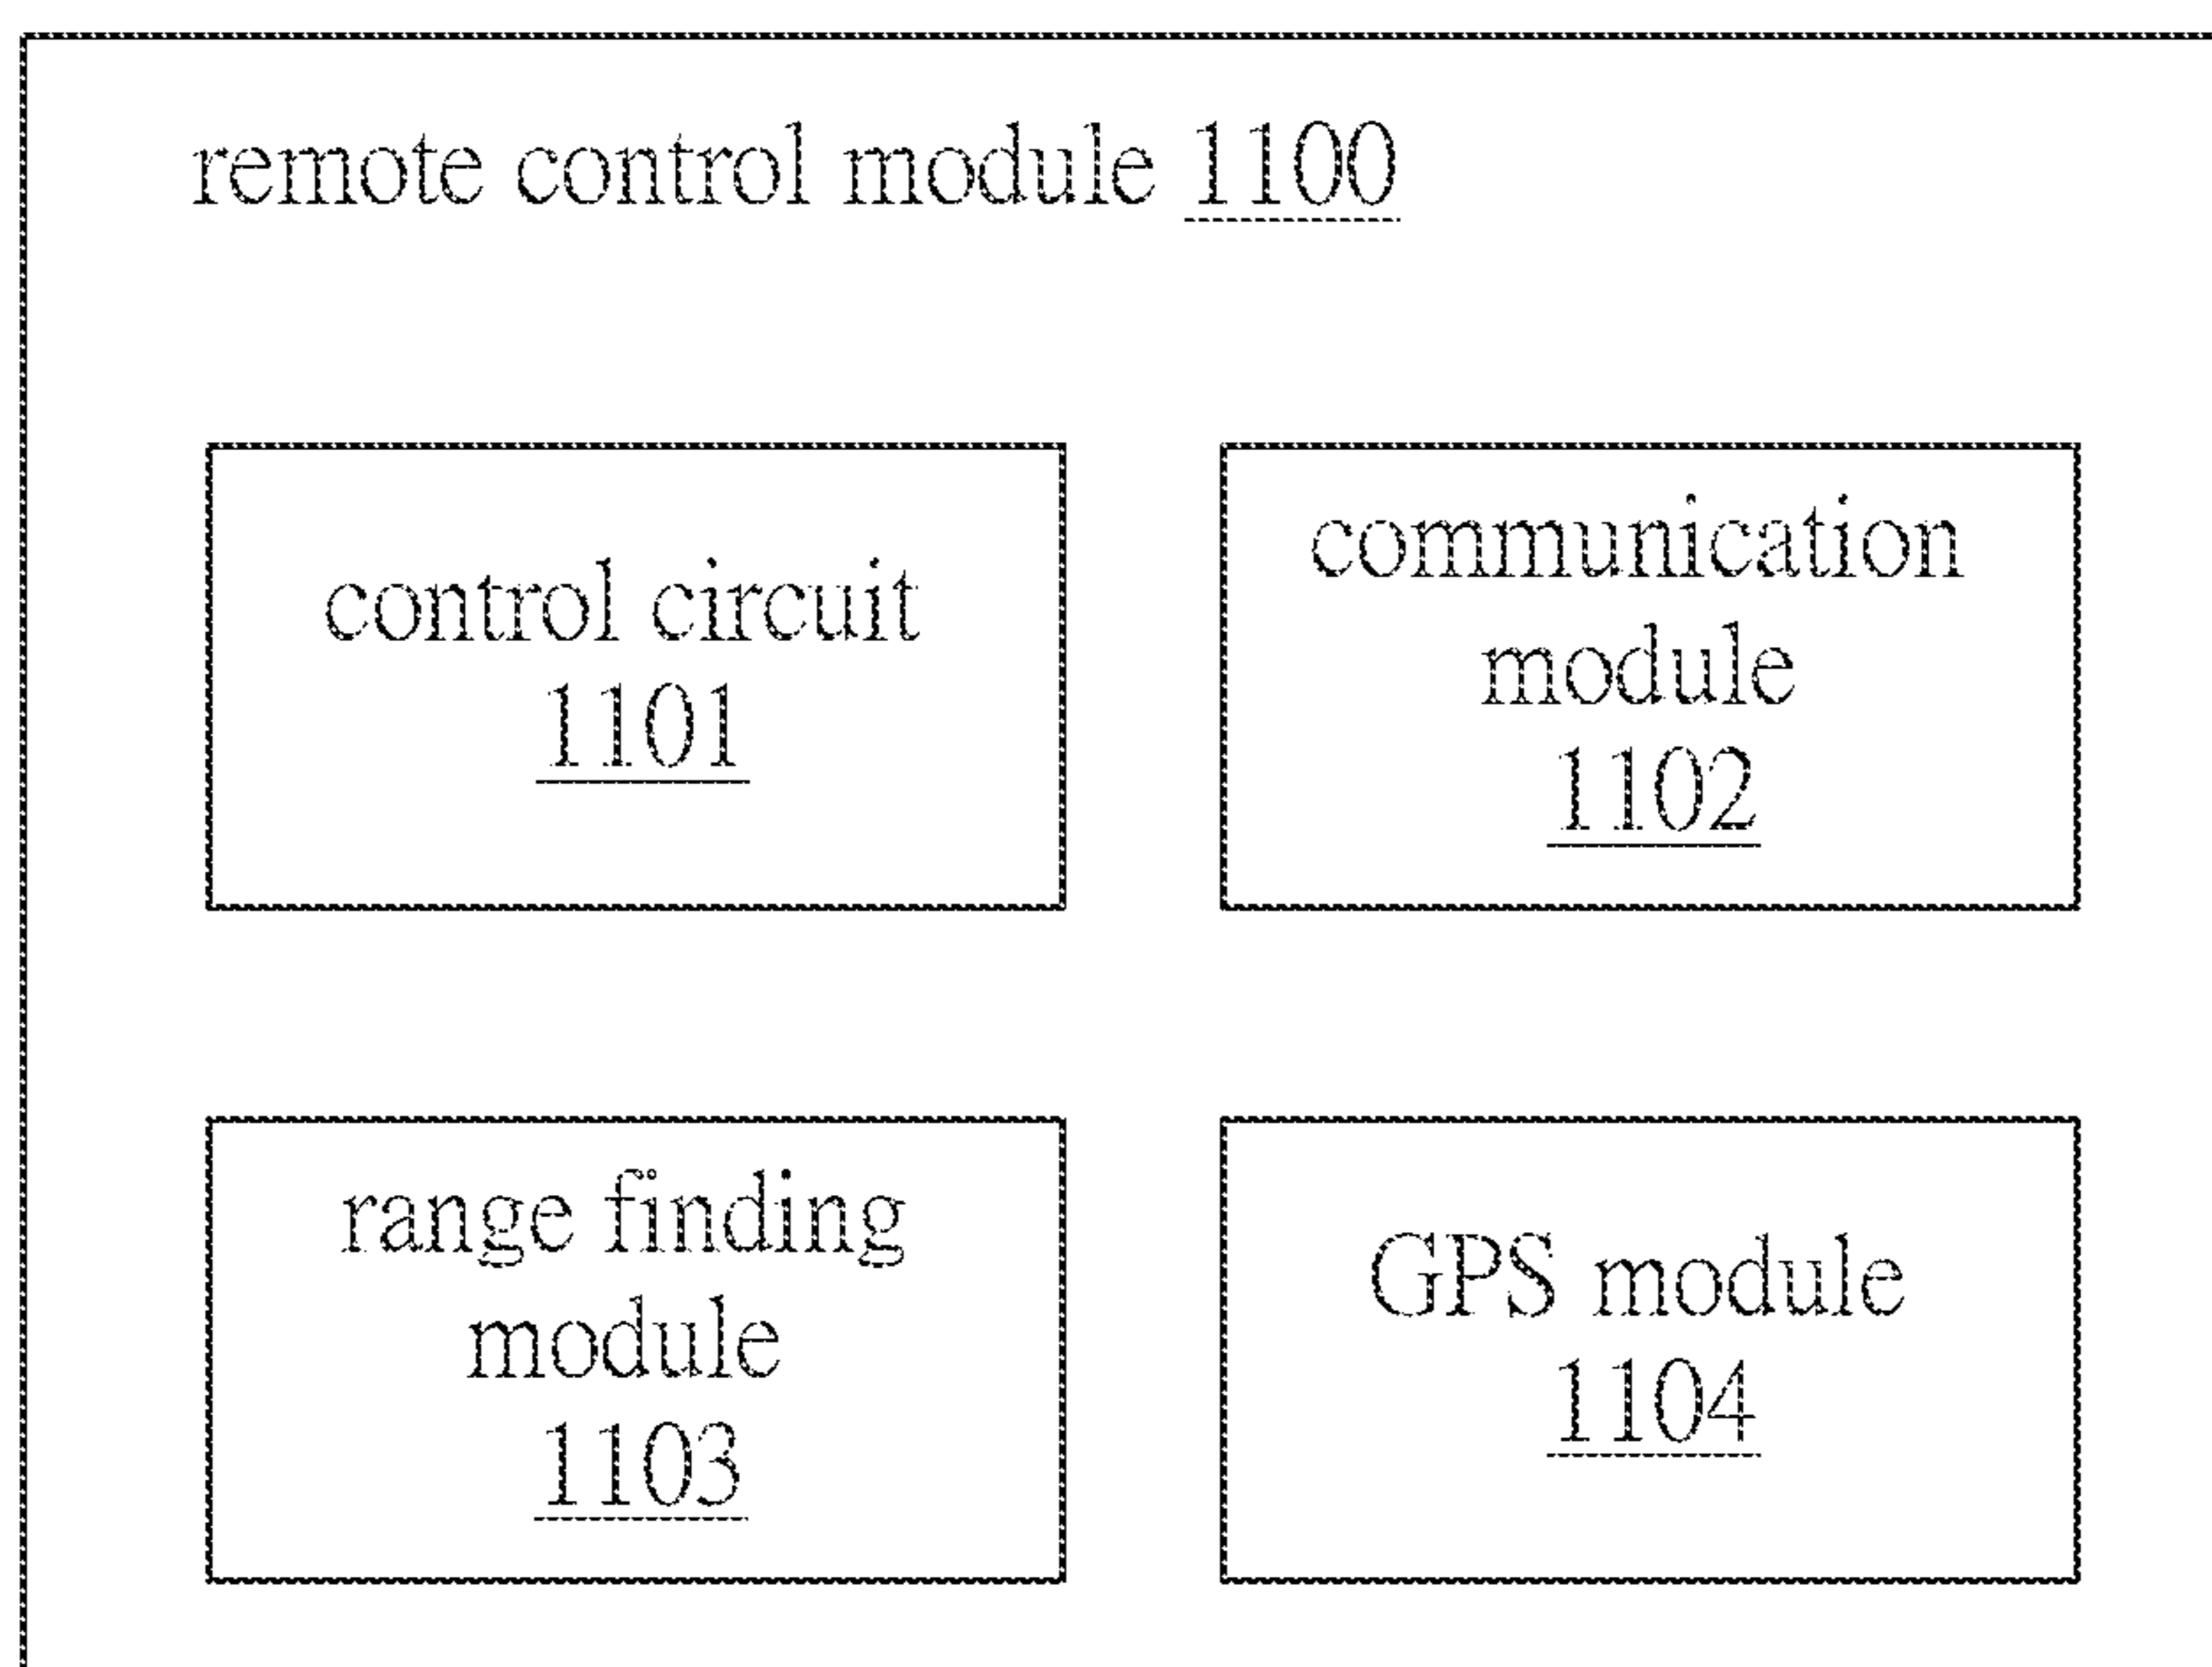 remote control module 1100
control circuit
1101
communication
module
1102
range finding
module
1103
GPS module
1104